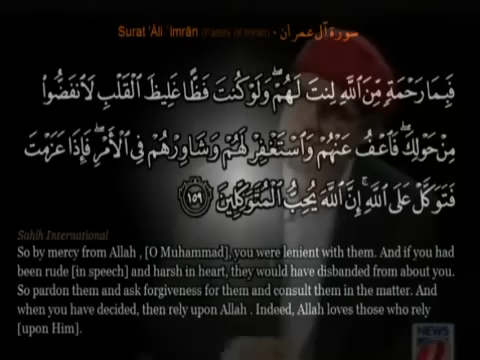 Surat 'Āli `Imrān (Family of Imran) - سورة آل عمران
فَبِمَا رَحْمَةٍ مِّنَ اللَّهِ لِنتَ لَهُمْ ۖ وَلَوْ كُنتَ فَظًّا غَلِيظَ الْقَلْبِ لَانفَضُّوا
مِنْ حَوْلِكَ ۖ فَاعْفُ عَنْهُمْ وَاسْتَغْفِرْ لَهُمْ وَشَاوِرْهُمْ فِي الْأَمْرِ ۖ فَإِذَا عَزَمْتَ
فَتَوَكَّلْ عَلَى اللَّهِ ۚ إِنَّ اللَّهَ يُحِبُّ الْمُتَوَكِّلِينَ ١٥٩
Sahih International
So by mercy from Allah , [O Muhammad], you were lenient with them. And if you had
been rude [in speech] and harsh in heart, they would have disbanded from about you.
So pardon them and ask forgiveness for them and consult them in the matter. And
when you have decided, then rely upon Allah . Indeed, Allah loves those who rely
[upon Him].
NEWS